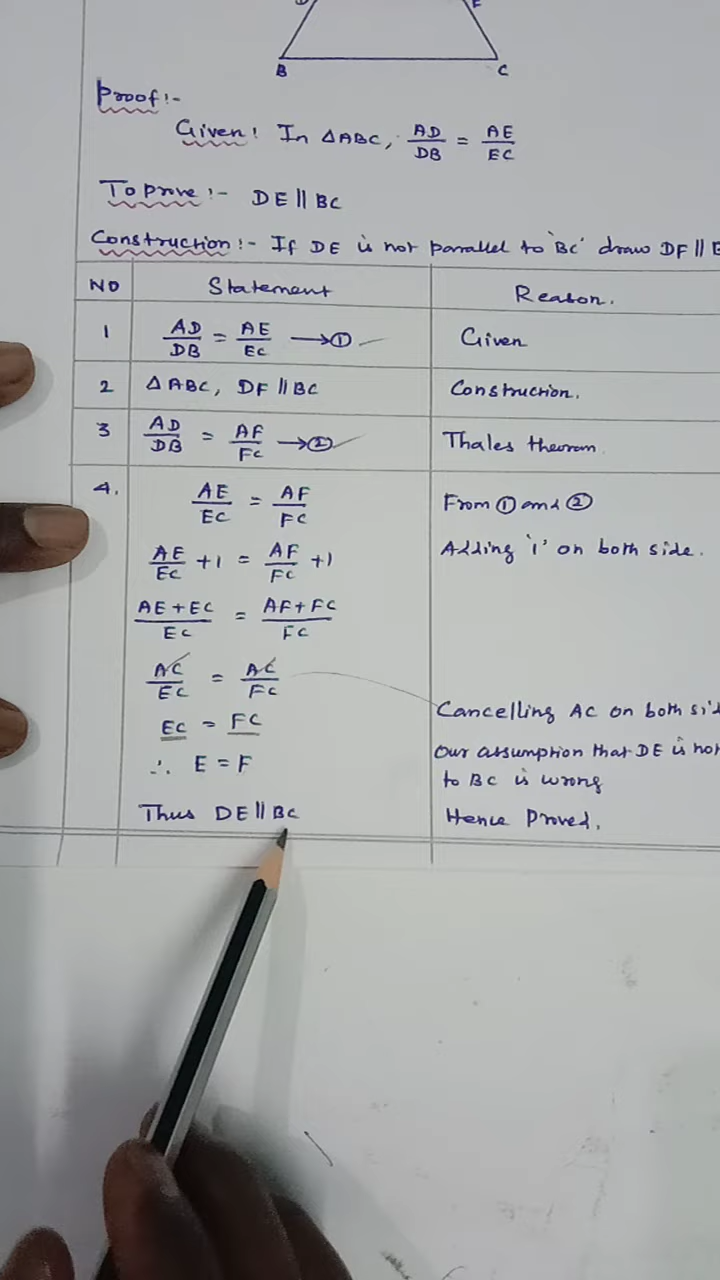 B C
Proof:-
Given: In ΔABC, AD/DB = AE/EC
To prove:- DE || BC
Construction:- If DE is not parallel to 'BC' draw DF ||
NO Statement Reason.
1 AD/DB = AE/EC → ① Given
2 Δ ABC, DF || BC Construction.
3 AD/DB = AF/FC → ② Thales theorem
4. AE/EC = AF/FC From ① and ②
AE/EC + 1 = AF/FC + 1 Adding '1' on both side.
AE+EC/EC = AF+FC/FC
AC/EC = AC/FC
EC = FC Cancelling AC on both
∴ E = F Our assumption that DE is
to BC is wrong
Thus DE || BC Hence Proved.